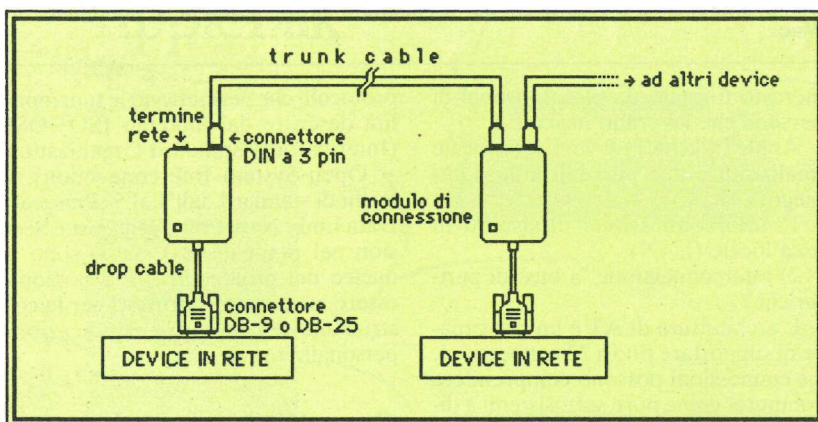 trunk cable
→ ad altri device
termine
rete
connettore
DIN a 3 pin
modulo di
connessione
drop cable
connettore
DB-9 o DB-25
DEVICE IN RETE
DEVICE IN RETE